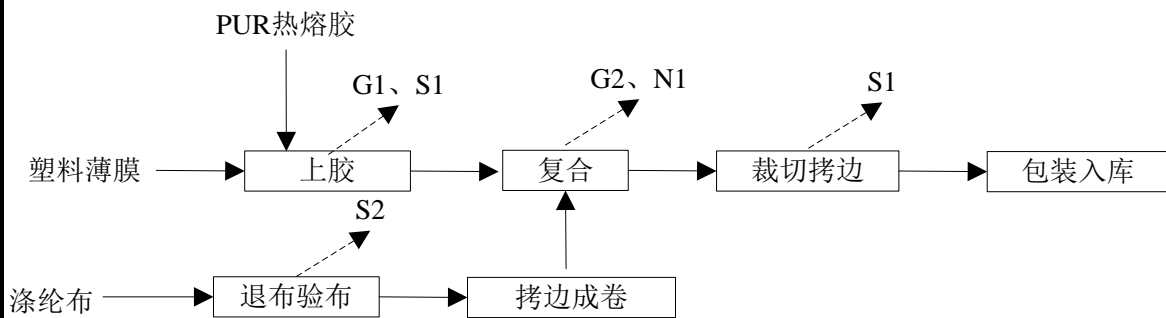 PUR热熔胶
G1、S1
G2、N1
S1
塑料薄膜
上胶
复合
裁切拷边
包装入库
S2
涤纶布
退布验布
拷边成卷